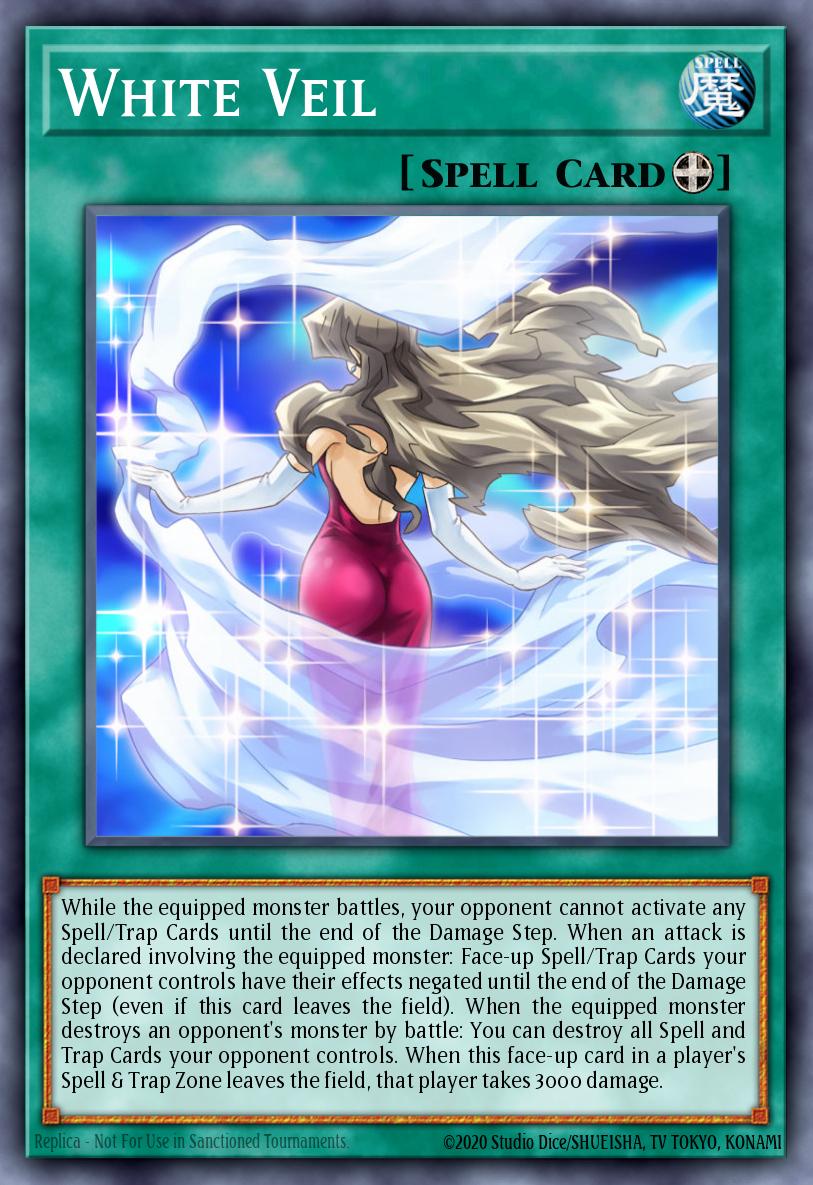 White Veil
SPELL
魔
[Spell Card]
While the equipped monster battles, your opponent cannot activate any
Spell/Trap Cards until the end of the Damage Step. When an attack is
declared involving the equipped monster: Face-up Spell/Trap Cards your
opponent controls have their effects negated until the end of the Damage
Step (even if this card leaves the field). When the equipped monster
destroys an opponent's monster by battle: You can destroy all Spell and
Trap Cards your opponent controls. When this face-up card in a player's
Spell & Trap Zone leaves the field, that player takes 3000 damage.
Replica - Not For Use in Sanctioned Tournaments.
©2020 Studio Dice/SHUEISHA, TV TOKYO, KONAMI